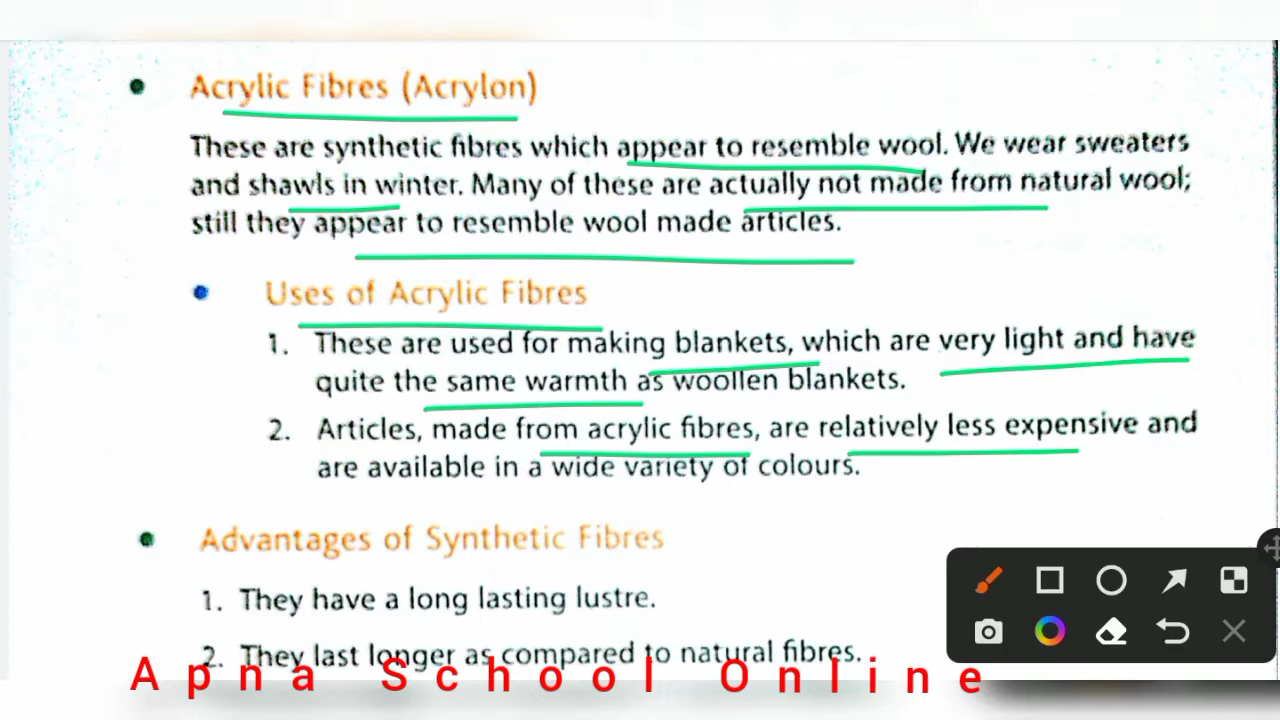 Acrylic Fibres (Acrylon)
These are synthetic fibres which appear to resemble wool. We wear sweaters
and shawls in winter. Many of these are actually not made from natural wool;
still they appear to resemble wool made articles.
Uses of Acrylic Fibres
1. These are used for making blankets, which are very light and have
quite the same warmth as woollen blankets.
2. Articles, made from acrylic fibres, are relatively less expensive and
are available in a wide variety of colours.
Advantages of Synthetic Fibres
1. They have a long lasting lustre.
2. They last longer as compared to natural fibres.
Apna School Online